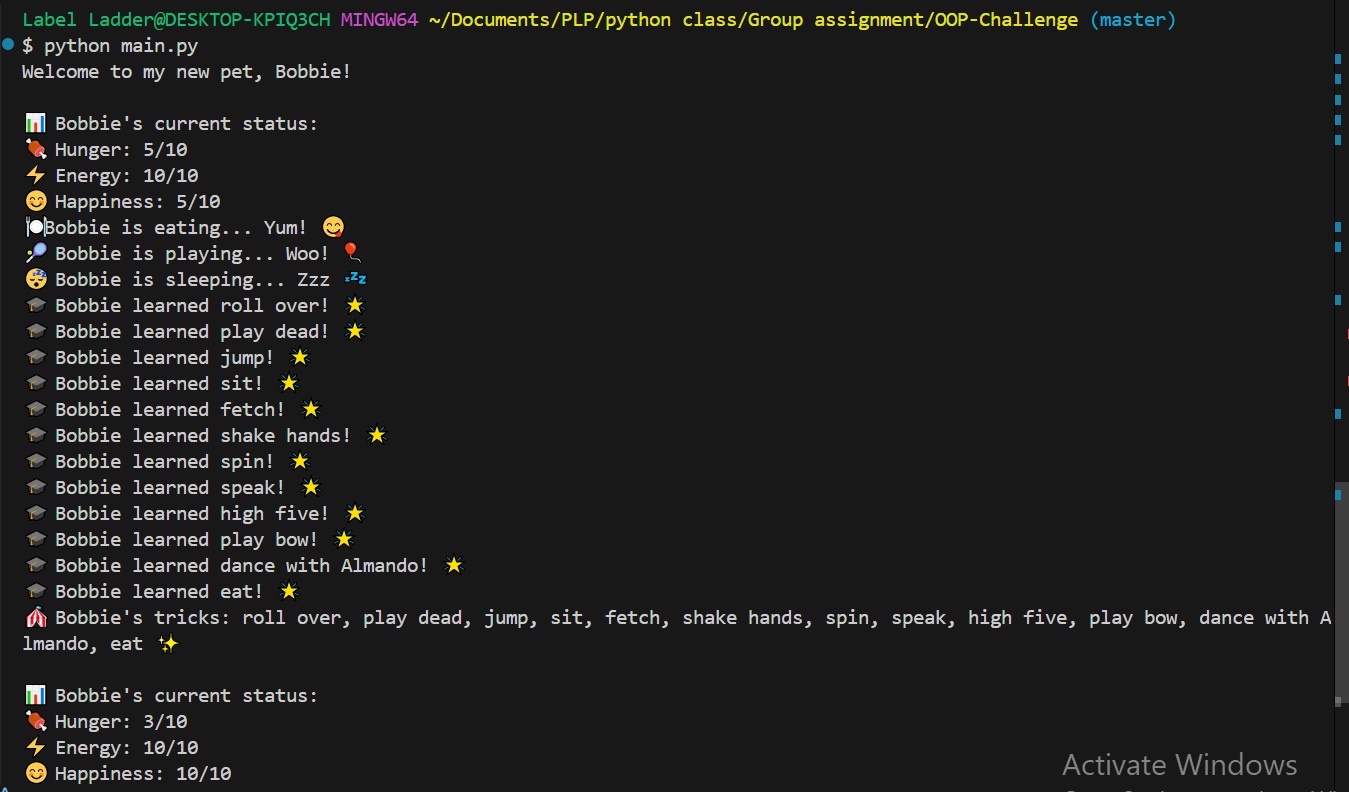 Label Ladder@DESKTOP-KPIQ3CH MINGW64 ~/Documents/PLP/python class/Group assignment/OOP-Challenge (master)
$ python main.py
Welcome to my new pet, Bobbie!
📊 Bobbie's current status:
🍖 Hunger: 5/10
⚡ Energy: 10/10
😊 Happiness: 5/10
🍽️Bobbie is eating... Yum! 😋
🎾 Bobbie is playing... Woo! 🎈
😴 Bobbie is sleeping... Zzz 💤
🎓 Bobbie learned roll over! 🌟
🎓 Bobbie learned play dead! 🌟
🎓 Bobbie learned jump! 🌟
🎓 Bobbie learned sit! 🌟
🎓 Bobbie learned fetch! 🌟
🎓 Bobbie learned shake hands! 🌟
🎓 Bobbie learned spin! 🌟
🎓 Bobbie learned speak! 🌟
🎓 Bobbie learned high five! 🌟
🎓 Bobbie learned play bow! 🌟
🎓 Bobbie learned dance with Almando! 🌟
🎓 Bobbie learned eat! 🌟
🎪 Bobbie's tricks: roll over, play dead, jump, sit, fetch, shake hands, spin, speak, high five, play bow, dance with A
lmando, eat ✨
📊 Bobbie's current status:
🍖 Hunger: 3/10
⚡ Energy: 10/10
😊 Happiness: 10/10
Activate Windows